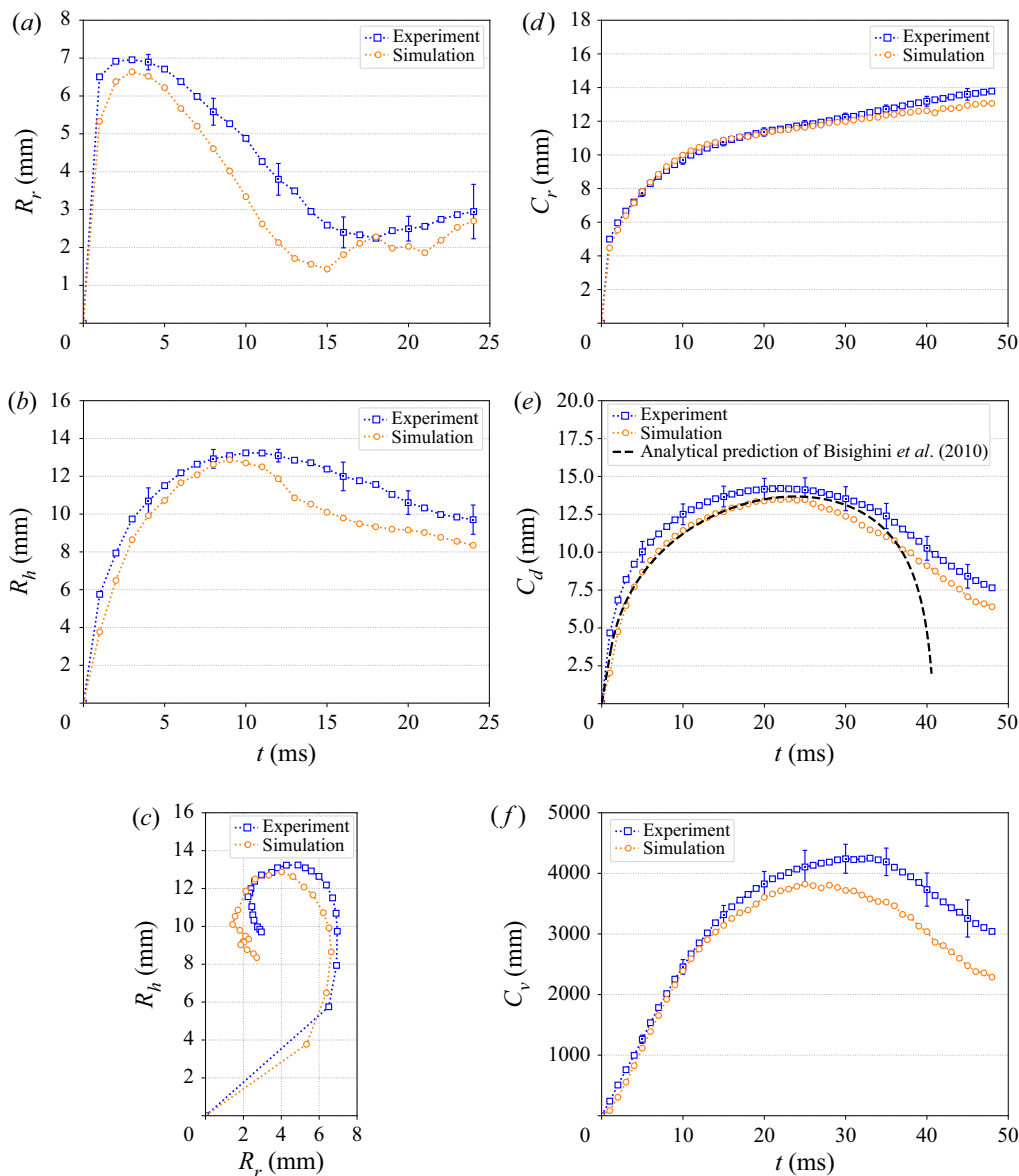 (a)
8
7
6
5
4
3
2
1
0
5
10
15
20
25
R_r (mm)
Experiment
Simulation
(d)
18
16
14
12
10
8
6
4
2
0
10
20
30
40
50
C_r (mm)
Experiment
Simulation
(b)
16
14
12
10
8
6
4
2
0
5
10
15
20
25
R_h (mm)
t (ms)
Experiment
Simulation
(e)
20.0
17.5
15.0
12.5
10.0
7.5
5.0
2.5
0
10
20
30
40
50
C_d (mm)
t (ms)
Experiment
Simulation
Analytical prediction of Bisighini et al. (2010)
(c)
16
14
12
10
8
6
4
2
0
2
4
6
8
R_h (mm)
R_r (mm)
Experiment
Simulation
(f)
5000
4000
3000
2000
1000
0
10
20
30
40
50
C_v (mm)
t (ms)
Experiment
Simulation